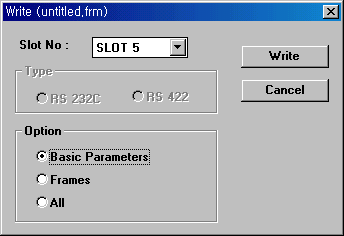 Write (untitled,frm)
Slot No : SLOT 5
Write
Type
Cancel
RS 232C RS 422
Option
Basic Parameters
Frames
All